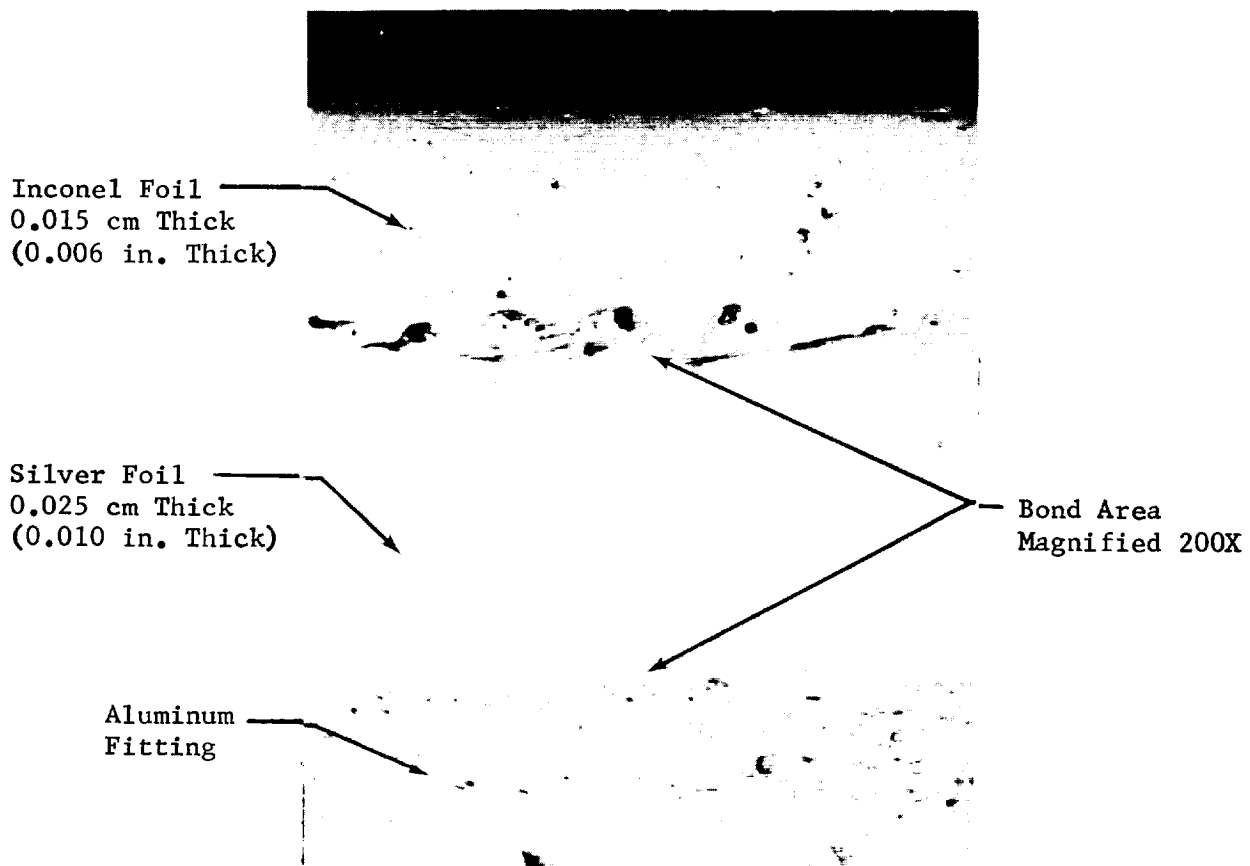 Inconel Foil
0.015 cm Thick
(0.006 in. Thick)
Silver Foil
0.025 cm Thick
(0.010 in. Thick)
Bond Area
Magnified 200X
Aluminum
Fitting